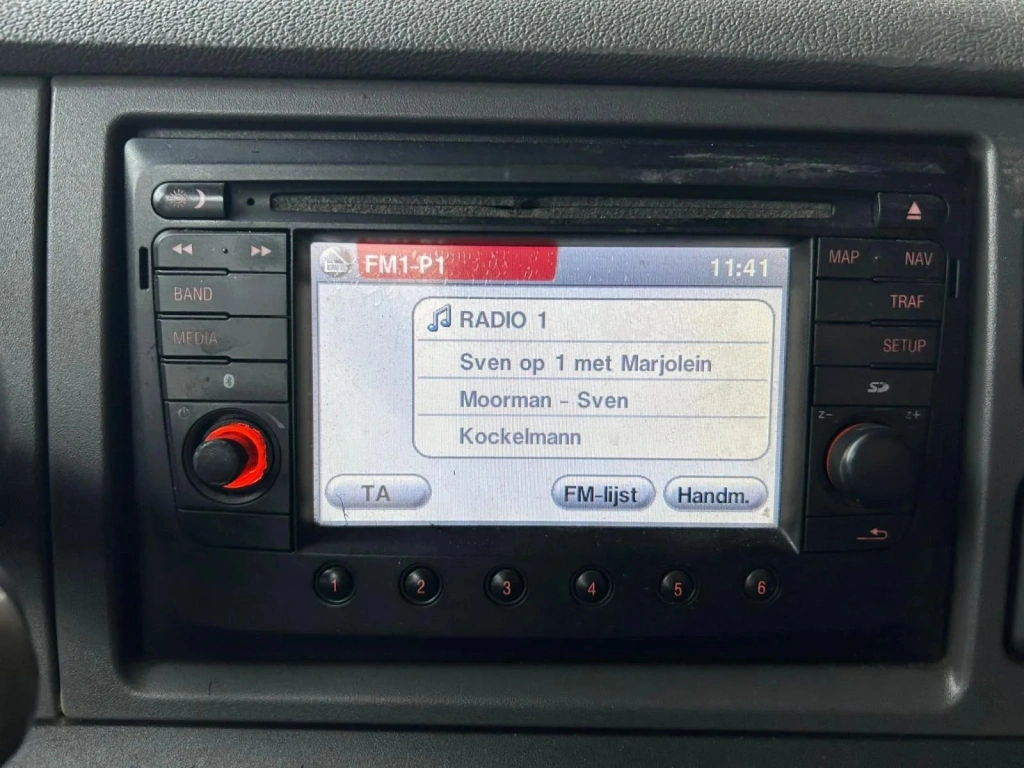 FM1-P1 11:41
MAP NAV
BAND
RADIO 1
TRAF
MEDIA
Sven op 1 met Marjolein
SETUP
Moorman - Sven
SD
z- z+
Kockelmann
TA FM-lijst Handm.
1 2 3 4 5 6